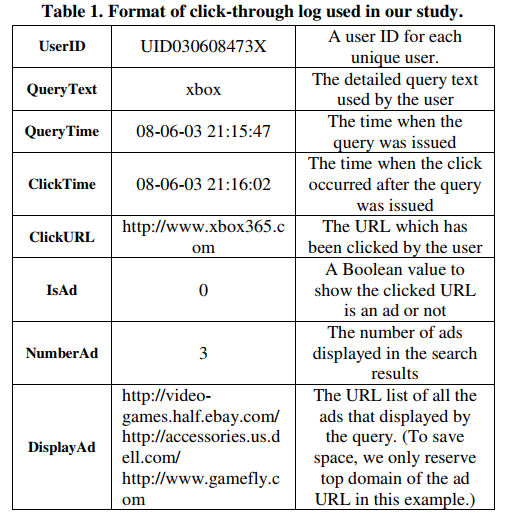 Table 1. Format of click-through log used in our study.
UserID
UID030608473X
A user ID for each
unique user.
QueryText
xbox
The detailed query text
used by the user
QueryTime
08-06-03 21:15:47
The time when the
query was issued
ClickTime
08-06-03 21:16:02
The time when the click
occurred after the query
was issued
ClickURL
http://www.xbox365.c
om
The URL which has
been clicked by the user
IsAd
0
A Boolean value to
show the clicked URL
is an ad or not
NumberAd
3
The number of ads
displayed in the search
results
DisplayAd
http://video-
games.half.ebay.com/
http://accessories.us.d
ell.com/
http://www.gamefly.c
om
The URL list of all the
ads that displayed by
the query. (To save
space, we only reserve
top domain of the ad
URL in this example.)